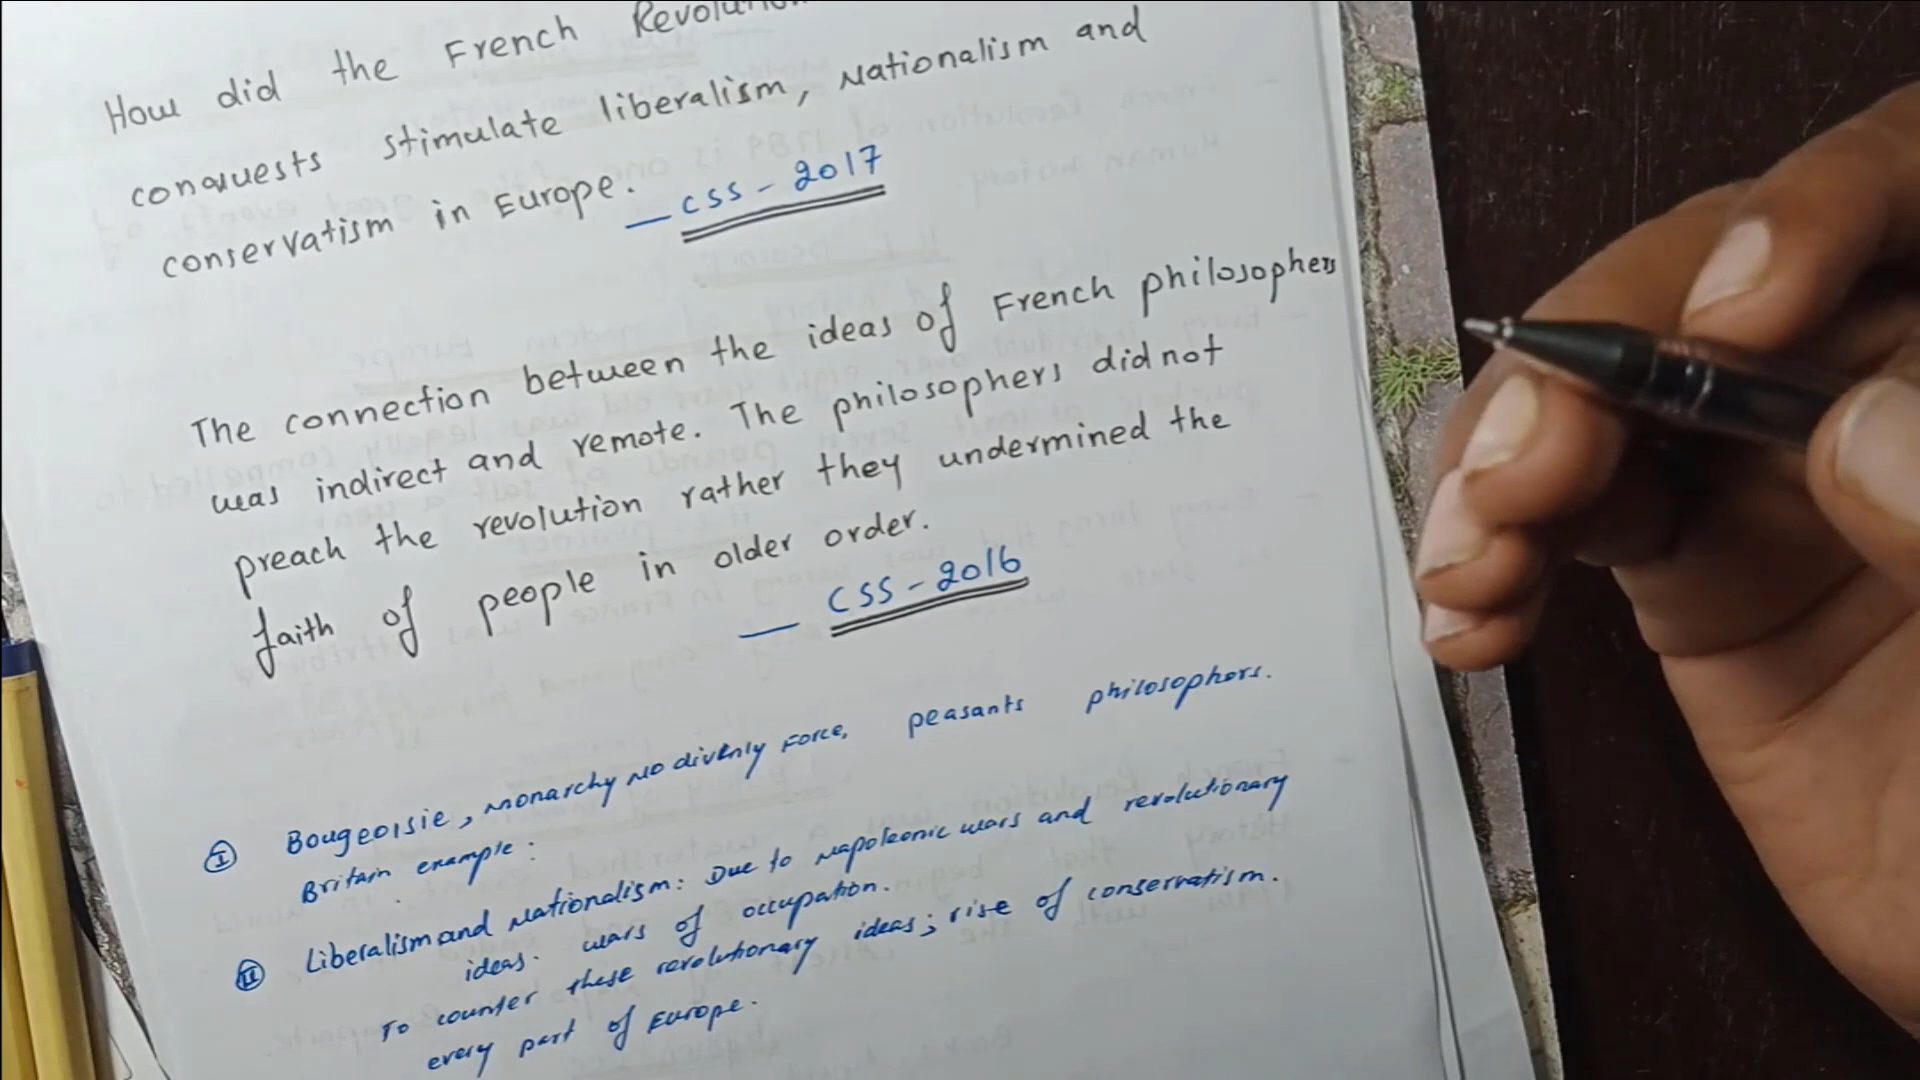 How did the French Revolution
conquests stimulate liberalism, Nationalism and
conservatism in Europe.
— CSS - 2017
The connection between the ideas of French philosophers
was indirect and remote. The philosophers did not
preach the revolution rather they undermined the
faith of people in older order.
— CSS - 2016
I Bougeoisie, monarchy no divenly Force, peasants philosophors.
Britain example:
II Liberalism and Nationalism: Due to Napoleonic wars and revolutionary
ideas. wars of occupation.
To counter these revolutionary ideas; rise of conservatism.
every part of Europe.